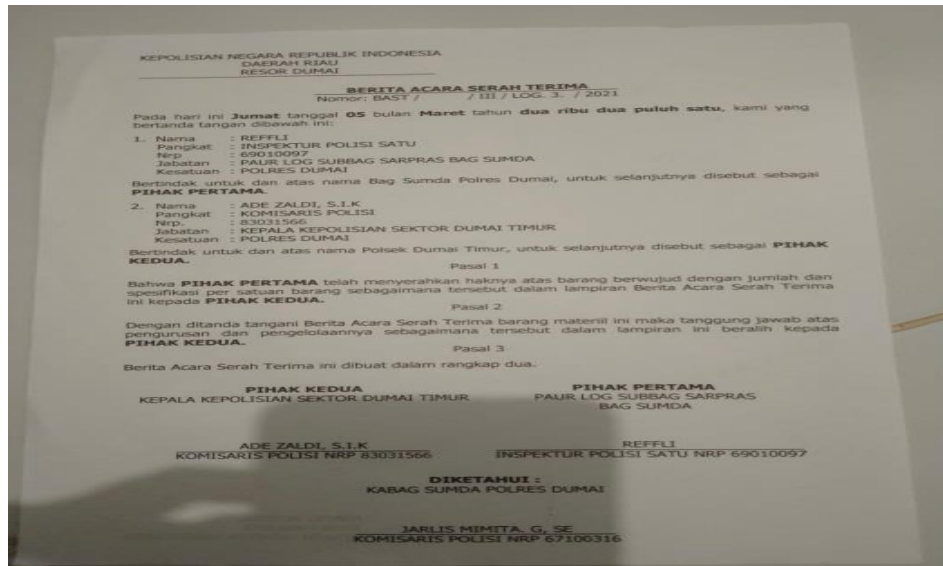 KEPOLISIAN NEGARA REPUBLIK INDONESIA
DAERAH RIAU
RESOR DUMAI
BERITA ACARA SERAH TERIMA
Nomor: BAST / / III / LOG. 3. / 2021
Pada hari ini Jumat tanggal 05 bulan Maret tahun dua ribu dua puluh satu, kami yang
bertanda tangan dibawah ini:
1. Nama : REFFLI
Pangkat : INSPEKTUR POLISI SATU
Nrp : 69010097
Jabatan : PAUR LOG SUBBAG SARPRAS BAG SUMDA
Kesatuan : POLRES DUMAI
Bertindak untuk dan atas nama Bag Sumda Polres Dumai, untuk selanjutnya disebut sebagai
PIHAK PERTAMA.
2. Nama : ADE ZALDI, S.I.K
Pangkat : KOMISARIS POLISI
Nrp. : 83031566
Jabatan : KEPALA KEPOLISIAN SEKTOR DUMAI TIMUR
Kesatuan : POLRES DUMAI
Bertindak untuk dan atas nama Polsek Dumai Timur, untuk selanjutnya disebut sebagai PIHAK
KEDUA.
Pasal 1
Bahwa PIHAK PERTAMA telah menyerahkan haknya atas barang berwujud dengan jumlah dan
spesifikasi per satuan barang sebagaimana tersebut dalam lampiran Berita Acara Serah Terima
ini kepada PIHAK KEDUA.
Pasal 2
Dengan ditanda tangani Berita Acara Serah Terima barang materiil ini maka tanggung jawab atas
pengurusan dan pengelolaannya sebagaimana tersebut dalam lampiran ini beralih kepada
PIHAK KEDUA.
Pasal 3
Berita Acara Serah Terima ini dibuat dalam rangkap dua.
PIHAK KEDUA
KEPALA KEPOLISIAN SEKTOR DUMAI TIMUR
ADE ZALDI, S.I.K
KOMISARIS POLISI NRP 83031566
PIHAK PERTAMA
PAUR LOG SUBBAG SARPRAS
BAG SUMDA
REFFLI
INSPEKTUR POLISI SATU NRP 69010097
DIKETAHUI :
KABAG SUMDA POLRES DUMAI
JARLIS MIMITA. G, SE
KOMISARIS POLISI NRP 67100316